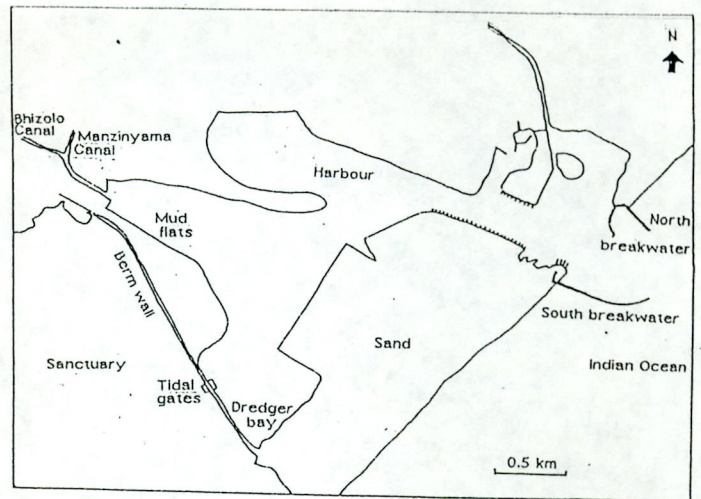 N
Bhizolo
Canal
Manzinyama
Canal
Harbour
Mud
flats
North
breakwater
Berm wall
South breakwater
Sand
Indian Ocean
Sanctuary
Tidal
gates
Dredger
bay
0.5 km